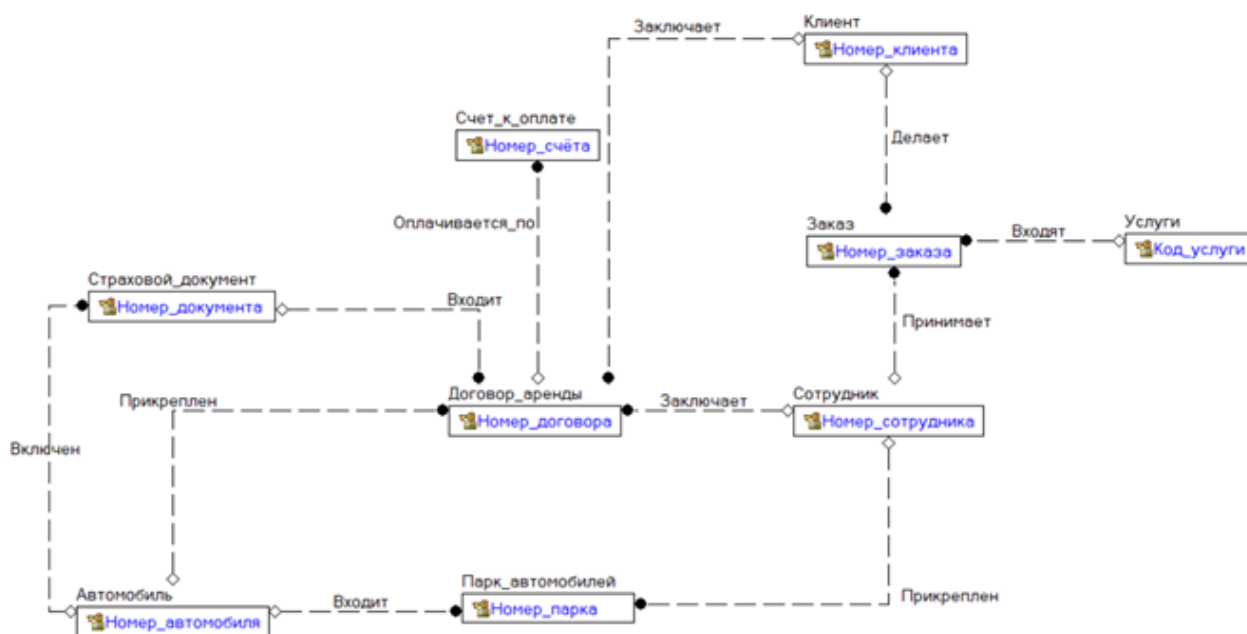 Клиент
Заключает
Номер_клиента
Счет_к_оплате
Номер_счёта
Делает
Оплачивается_по
Заказ
Услуги
Входят
Номер_заказа
Код_услуги
Страховой_документ
Входит
Номер_документа
Принимает
Договор_аренды
Сотрудник
Прикреплен
Заключает
Номер_договора
Номер_сотрудника
Включен
Парк_автомобилей
Автомобиль
Входит
Прикреплен
Номер_парка
Номер_автомобиля